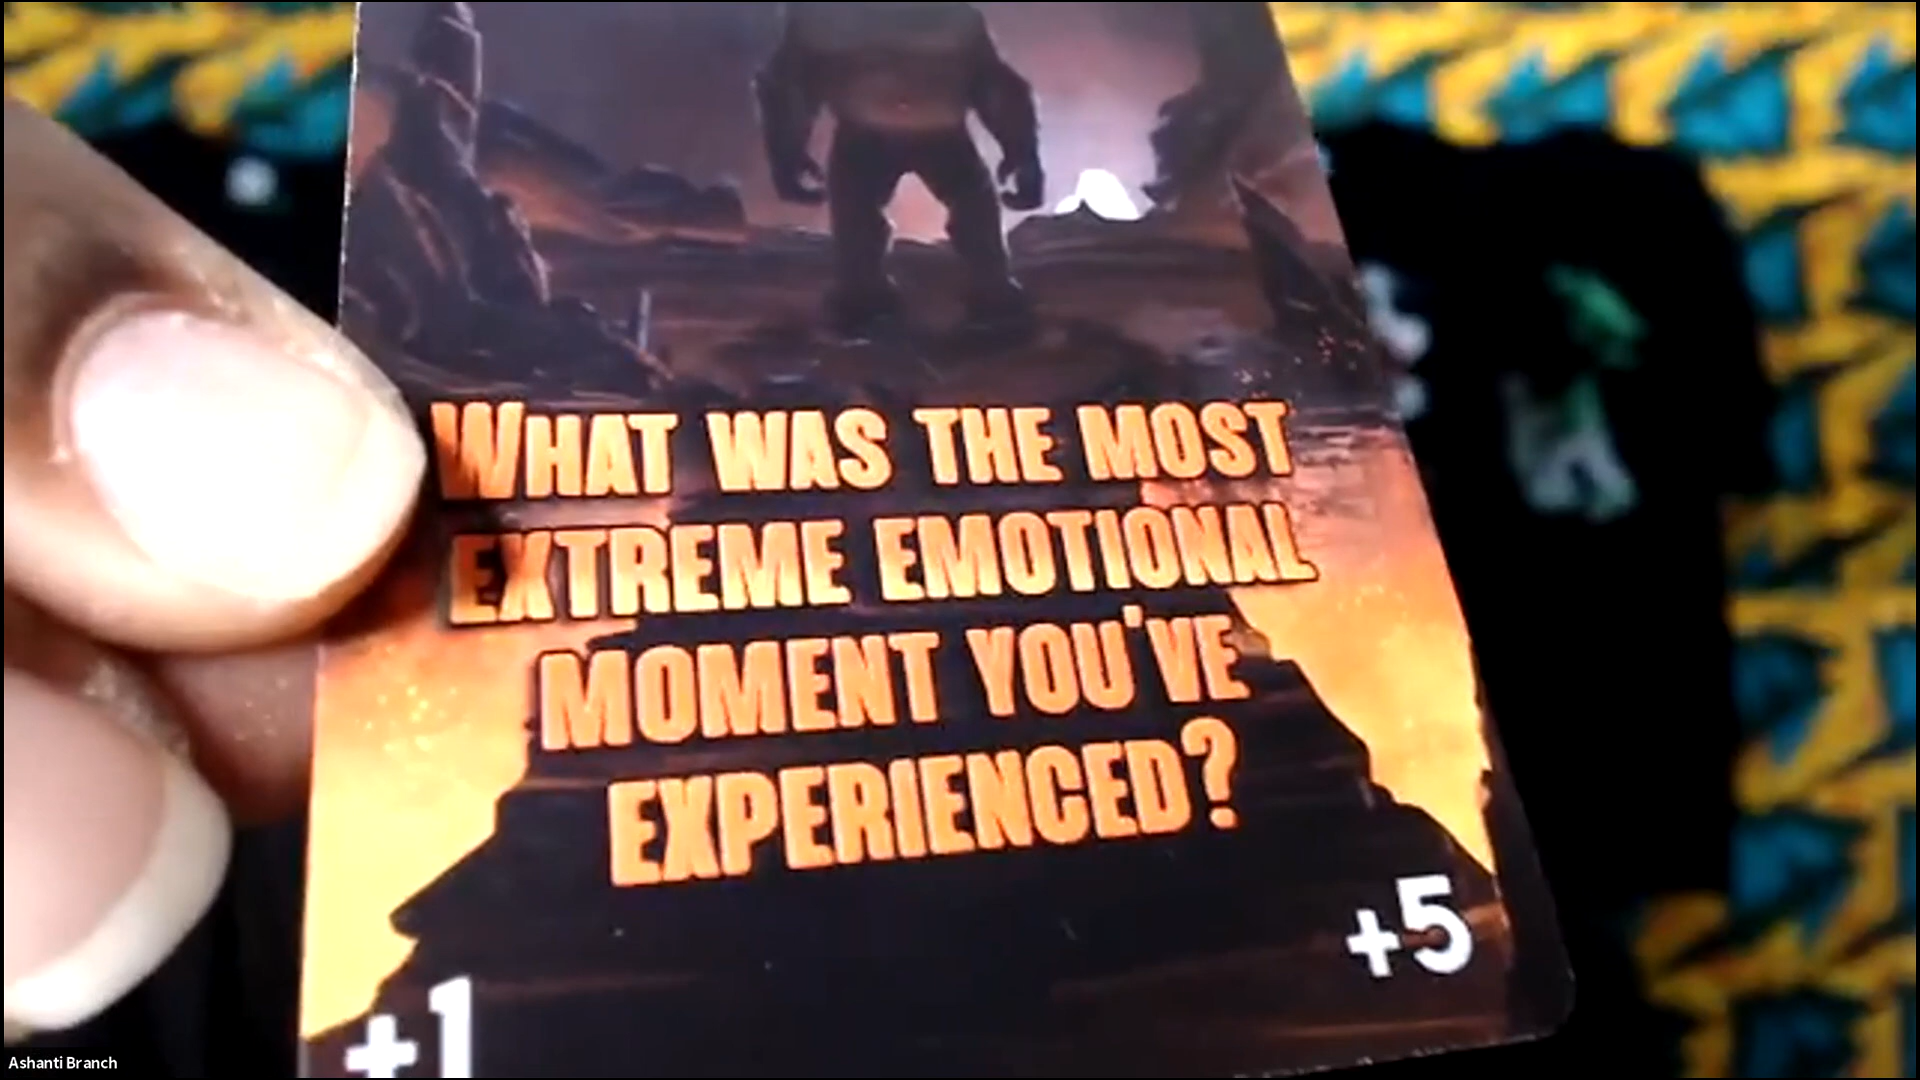 WHAT WAS THE MOST
EXTREME EMOTIONAL
MOMENT YOU'VE
EXPERIENCED?
+5
+1
Ashanti Branch